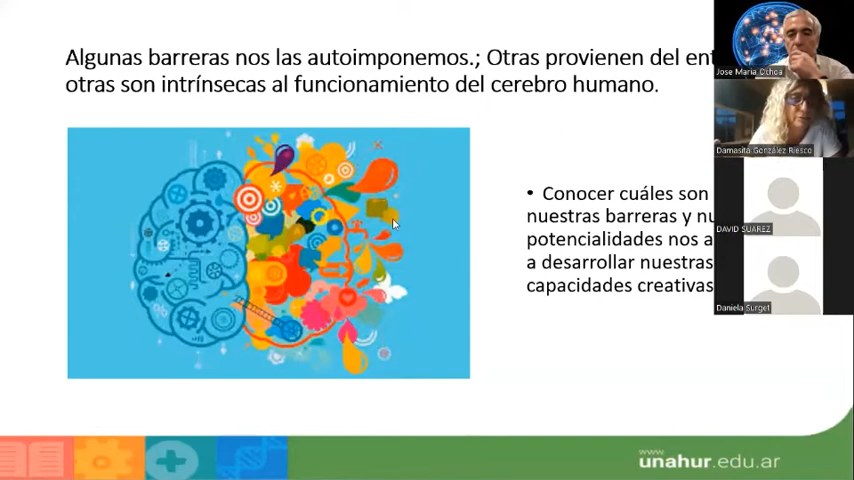 Algunas barreras nos las autoimponemos.; Otras provienen del
otras son intrínsecas al funcionamiento del cerebro humano.
• Conocer cuáles son
nuestras barreras y
potencialidades nos
a desarrollar nuestras
capacidades creativas
Jose Maria Ochoa
Damasita González Riesco
DAVID SUAREZ
Daniela Surget
www
unahur.edu.ar